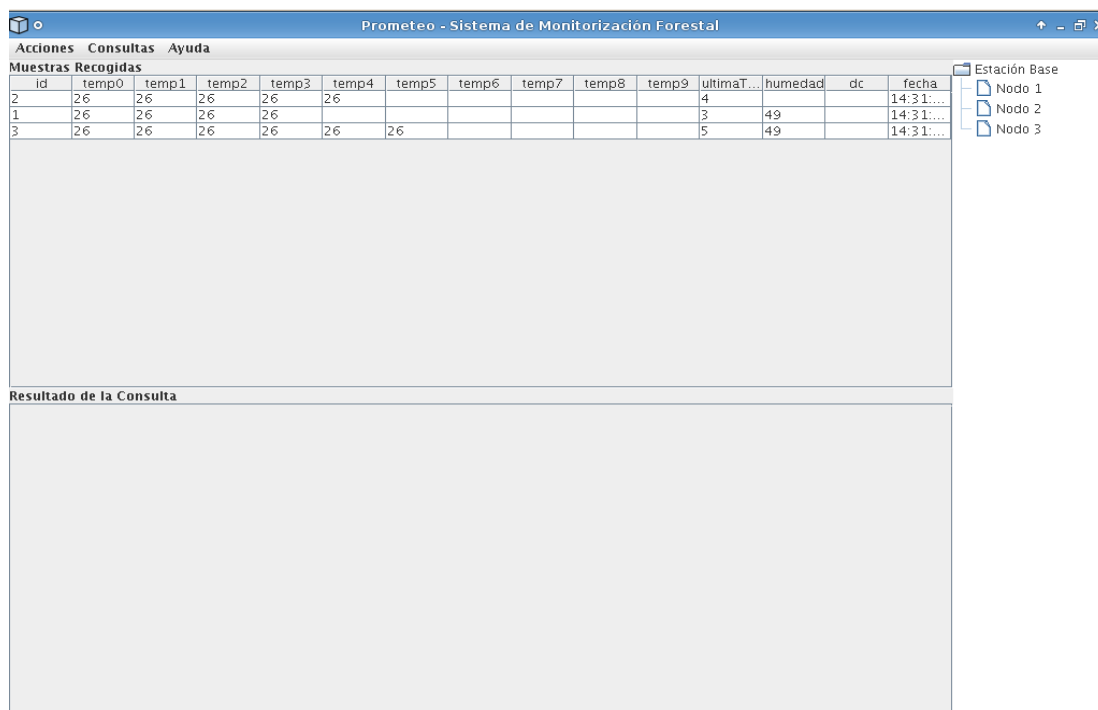 Prometeo - Sistema de Monitorización Forestal
Acciones Consultas Ayuda
Muestras Recogidas
id temp0 temp1 temp2 temp3 temp4 temp5 temp6 temp7 temp8 temp9 ultimaT... humedad dc fecha
2 26 26 26 26 26 4 14:31:...
1 26 26 26 26 3 49 14:31:...
3 26 26 26 26 26 26 5 49 14:31:...
Estación Base
Nodo 1
Nodo 2
Nodo 3
Resultado de la Consulta